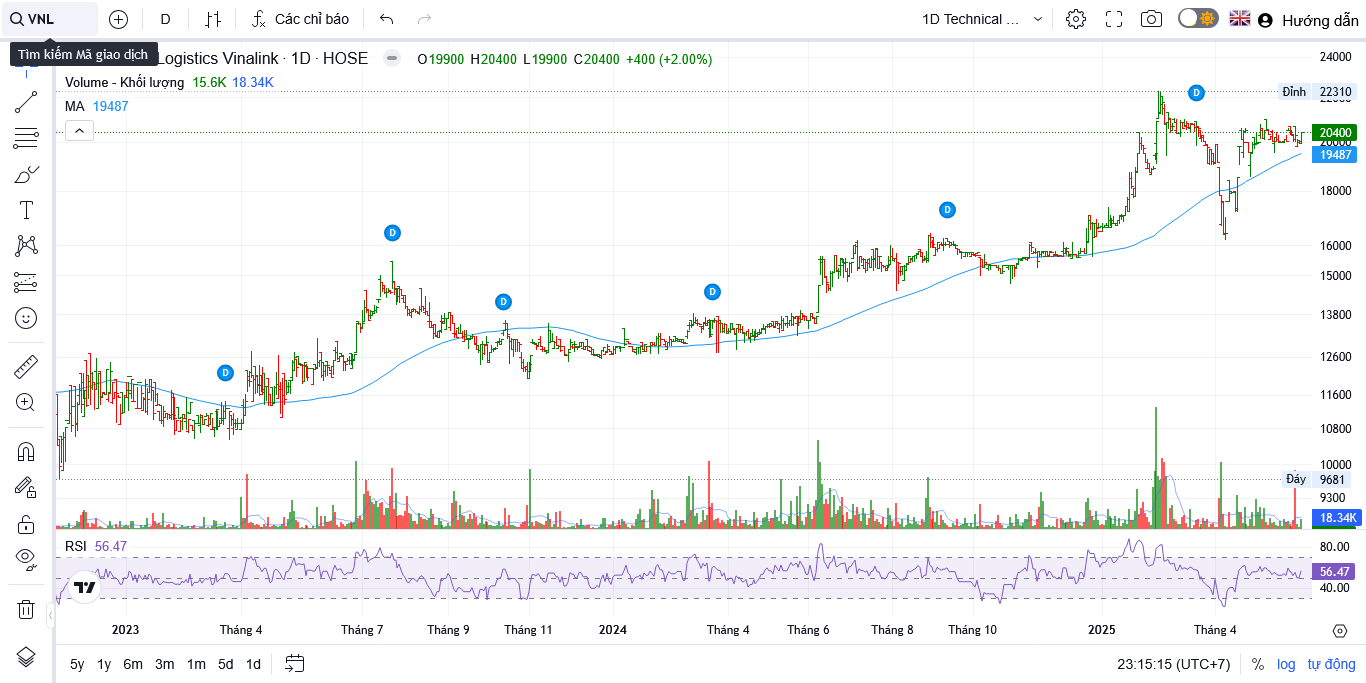 VNL D Các chỉ báo 1D Technical ... Hướng dẫn
Tìm kiếm Mã giao dịch Logistics Vinalink · 1D · HOSE O19900 H20400 L19900 C20400 +400 (+2.00%)
Volume - Khối lượng 15.6K 18.34K
MA 19487
D
D
D
D
D
D
24000
Đỉnh 22310
20400
19487
18000
16000
15000
13800
12600
11600
10800
10000
Đáy 9681
9300
18.34K
RSI 56.47
80.00
56.47
40.00
2023 Tháng 4 Tháng 7 Tháng 9 Tháng 11 2024 Tháng 4 Tháng 6 Tháng 8 Tháng 10 2025 Tháng 4
5y 1y 6m 3m 1m 5d 1d 23:15:15 (UTC+7) % log tự động